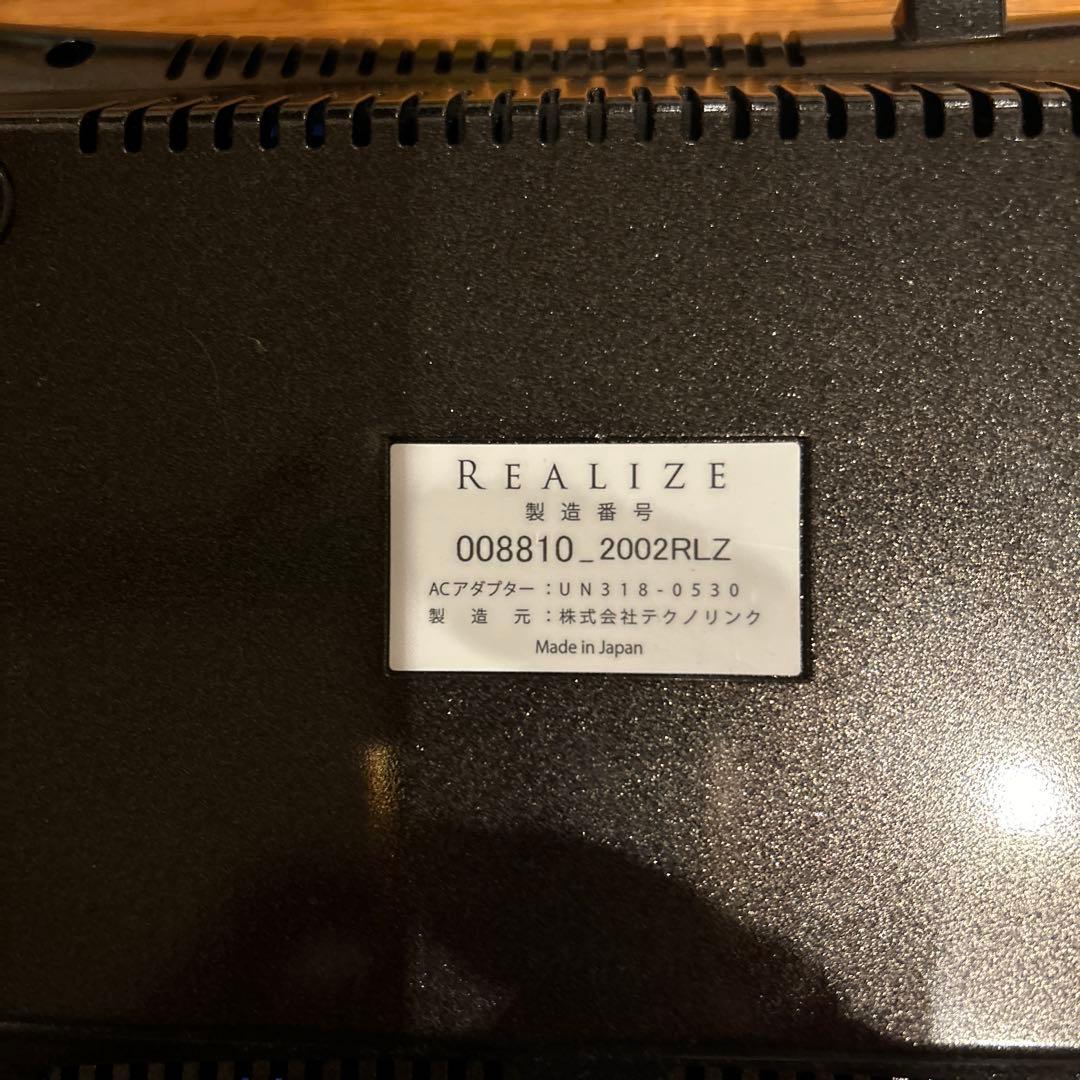 REALIZE
製造番号
008810_2002RLZ
ACアダプター：UN318-0530
製造元：株式会社テクノリンク
Made in Japan